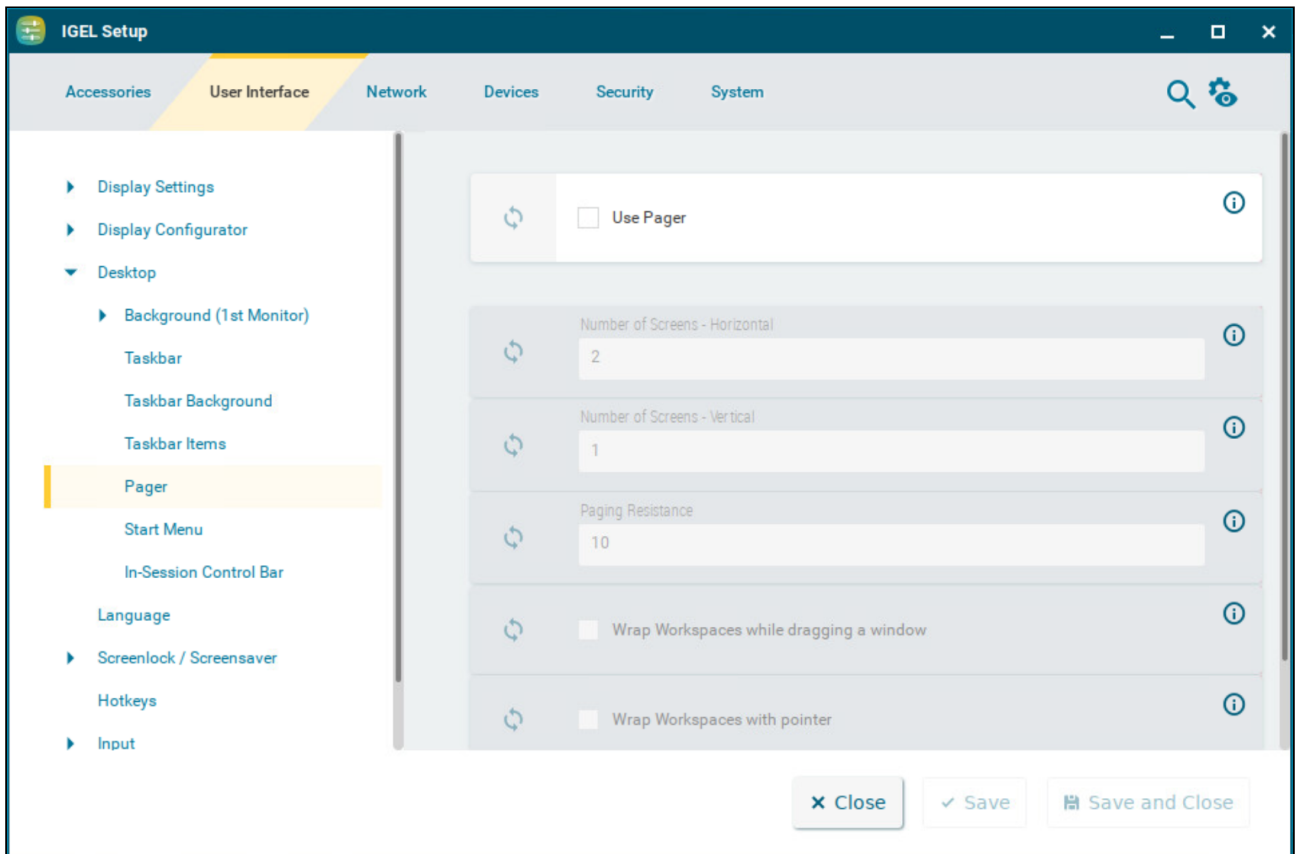 IGEL Setup
Accessories User Interface Network Devices Security System
Display Settings
Display Configurator
Desktop
Background (1st Monitor)
Taskbar
Taskbar Background
Taskbar Items
Pager
Start Menu
In-Session Control Bar
Language
Screenlock / Screensaver
Hotkeys
Input
Use Pager
Number of Screens - Horizontal
2
Number of Screens - Vertical
1
Paging Resistance
10
Wrap Workspaces while dragging a window
Wrap Workspaces with pointer
Close Save Save and Close